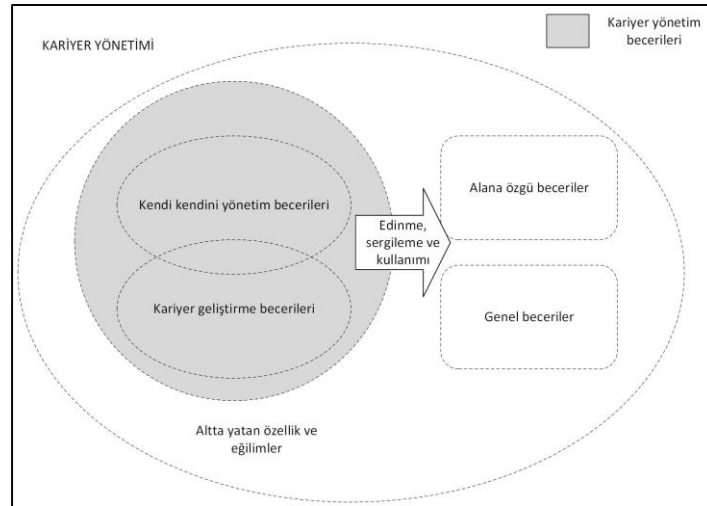 KARİYER YÖNETİMİ
Kariyer yönetim
becerileri
Kendi kendini yönetim becerileri
Kariyer geliştirme becerileri
Edinme,
sergileme ve
kullanımı
Alana özgü beceriler
Genel beceriler
Altta yatan özellik ve
eğilimler